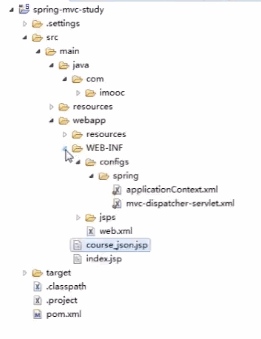 spring-mvc-study
.settings
src
main
java
com
imooc
resources
webapp
resources
WEB-INF
configs
spring
applicationContext.xml
mvc-dispatcher-servlet.xml
jsps
web.xml
course_json.jsp
index.jsp
target
.classpath
.project
pom.xml